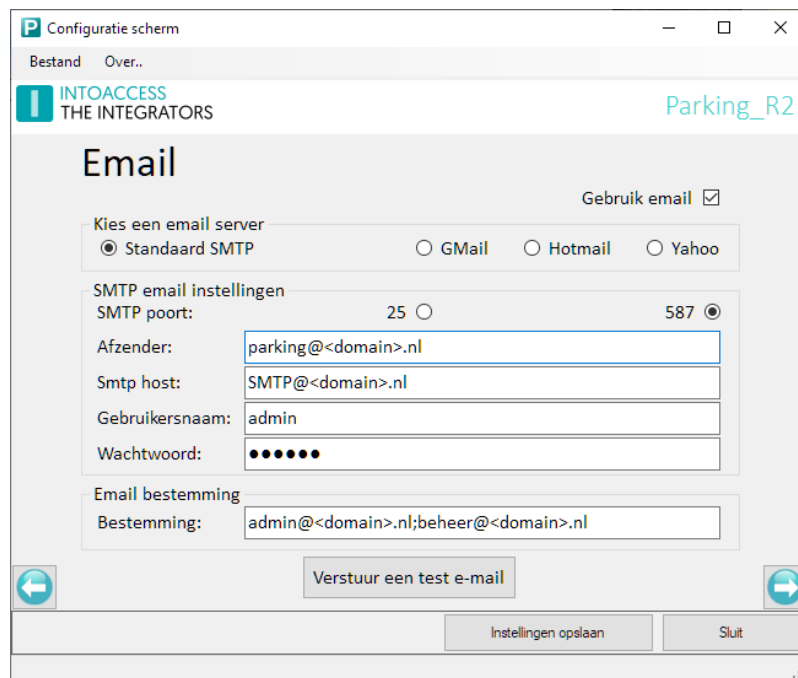 Configuratie scherm
Bestand Over..
INTOACCESS
THE INTEGRATORS
Parking_R2
Email
Gebruik email
Kies een email server
Standaard SMTP GMail Hotmail Yahoo
SMTP email instellingen
SMTP poort: 25 587
Afzender: parking@<domain>.nl
Smtp host: SMTP@<domain>.nl
Gebruikersnaam: admin
Wachtwoord: ●●●●●●
Email bestemming
Bestemming: admin@<domain>.nl;beheer@<domain>.nl
Verstuur een test e-mail
Instellingen opslaan Sluit